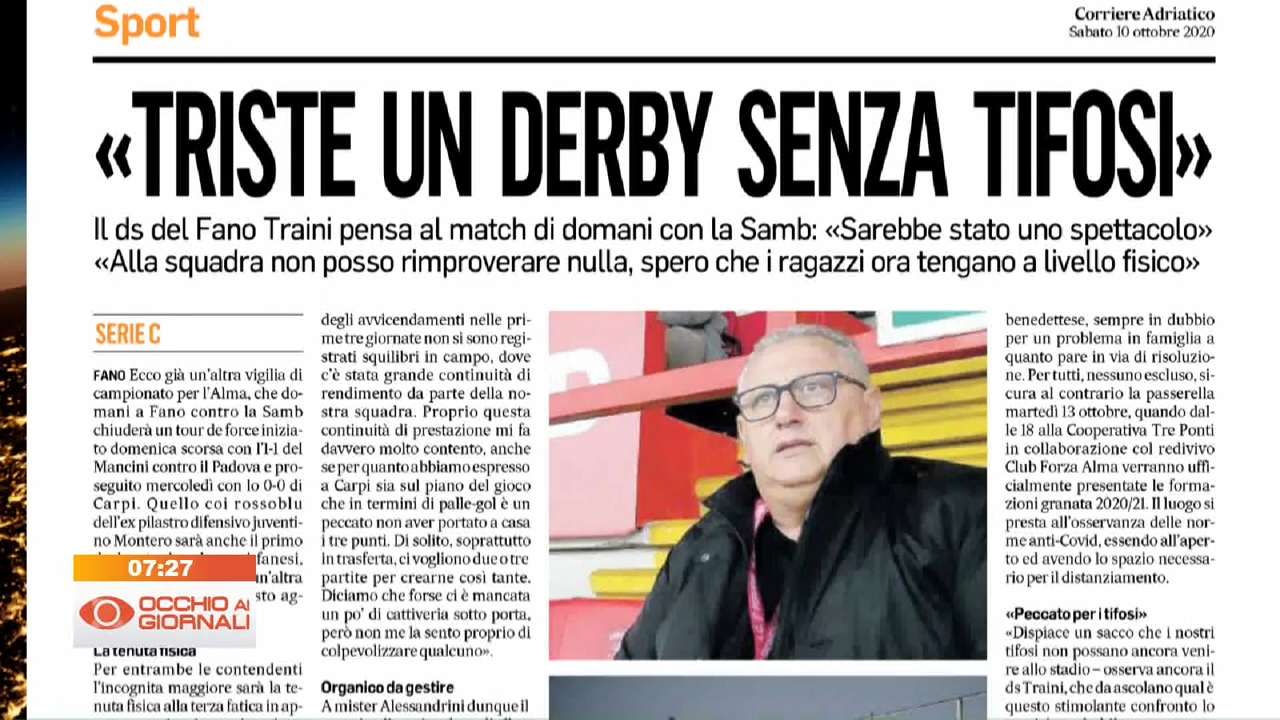 Sport
Corriere Adriatico
Sabato 10 ottobre 2020
«TRISTE UN DERBY SENZA TIFOSI»
Il ds del Fano Traini pensa al match di domani con la Samb: «Sarebbe stato uno spettacolo»
«Alla squadra non posso rimproverare nulla, spero che i ragazzi ora tengano a livello fisico»
SERIE C
FANO Ecco già un'altra vigilia di
campionato per l'Alma, che do-
mani a Fano contro la Samb
chiuderà un tour de force inizia-
to domenica scorsa con l'1-1 del
Mancini contro il Padova e pro-
seguito mercoledì con lo 0-0 di
Carpi. Quello coi rossoblu
dell'ex pilastro difensivo juventi-
no Montero sarà anche il primo
fanesi,
un'altra
sto ag-
07:27
OCCHIO AI
GIORNALI
La tenuta fisica
Per entrambe le contendenti
l'incognita maggiore sarà la te-
nuta fisica alla terza fatica in ap-
degli avvicendamenti nelle pri-
me tre giornate non si sono regi-
strati squilibri in campo, dove
c'è stata grande continuità di
rendimento da parte della no-
stra squadra. Proprio questa
continuità di prestazione mi fa
davvero molto contento, anche
se per quanto abbiamo espresso
a Carpi sia sul piano del gioco
che in termini di palle-gol è un
peccato non aver portato a casa
i tre punti. Di solito, soprattutto
in trasferta, ci vogliono due o tre
partite per crearne così tante.
Diciamo che forse ci è mancata
un po' di cattiveria sotto porta,
però non me la sento proprio di
colpevolizzare qualcuno».
Organico da gestire
A mister Alessandrini dunque il
benedettese, sempre in dubbio
per un problema in famiglia a
quanto pare in via di risoluzio-
ne. Per tutti, nessuno escluso, si-
cura al contrario la passerella
martedì 13 ottobre, quando dal-
le 18 alla Cooperativa Tre Ponti
in collaborazione col redivivo
Club Forza Alma verranno uffi-
cialmente presentate le forma-
zioni granata 2020/21. Il luogo si
presta all'osservanza delle nor-
me anti-Covid, essendo all'aper-
to ed avendo lo spazio necessa-
rio per il distanziamento.
«Peccato per i tifosi»
«Dispiace un sacco che i nostri
tifosi non possano ancora veni-
re allo stadio – osserva ancora il
ds Traini, che da ascolano qual è
questo stimolante confronto lo